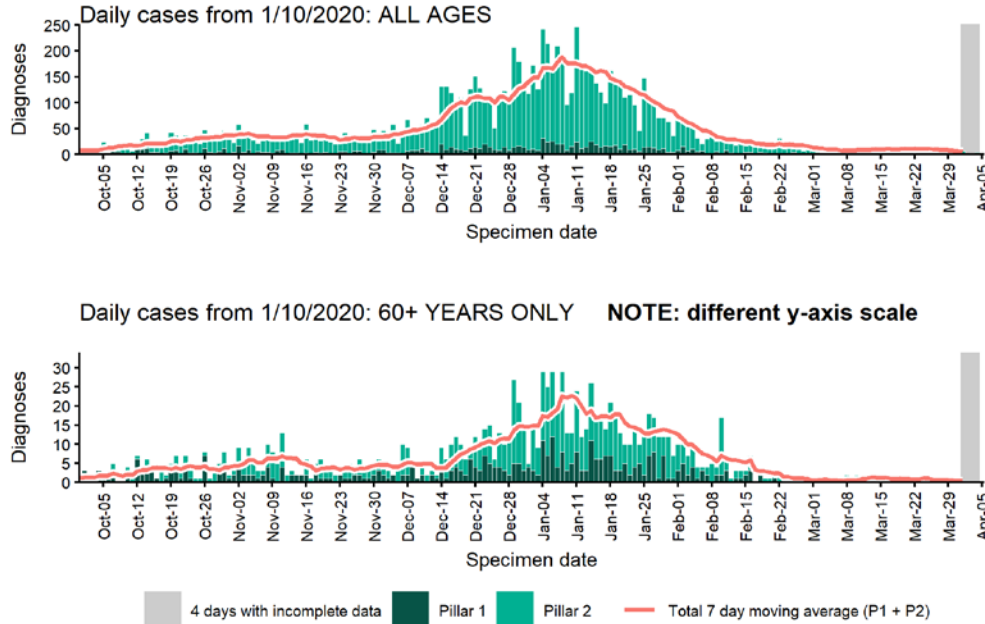 Daily cases from 1/10/2020: ALL AGES
Diagnoses
250
200
150
100
50
0
Oct-05
Oct-12
Oct-19
Oct-26
Nov-02
Nov-09
Nov-16
Nov-23
Nov-30
Dec-07
Dec-14
Dec-21
Dec-28
Jan-04
Jan-11
Jan-18
Jan-25
Feb-01
Feb-08
Feb-15
Feb-22
Mar-01
Mar-08
Mar-15
Mar-22
Mar-29
Apr-05
Specimen date
Daily cases from 1/10/2020: 60+ YEARS ONLY NOTE: different y-axis scale
Diagnoses
30
25
20
15
10
5
0
Oct-05
Oct-12
Oct-19
Oct-26
Nov-02
Nov-09
Nov-16
Nov-23
Nov-30
Dec-07
Dec-14
Dec-21
Dec-28
Jan-04
Jan-11
Jan-18
Jan-25
Feb-01
Feb-08
Feb-15
Feb-22
Mar-01
Mar-08
Mar-15
Mar-22
Mar-29
Apr-05
Specimen date
4 days with incomplete data Pillar 1 Pillar 2 Total 7 day moving average (P1 + P2)